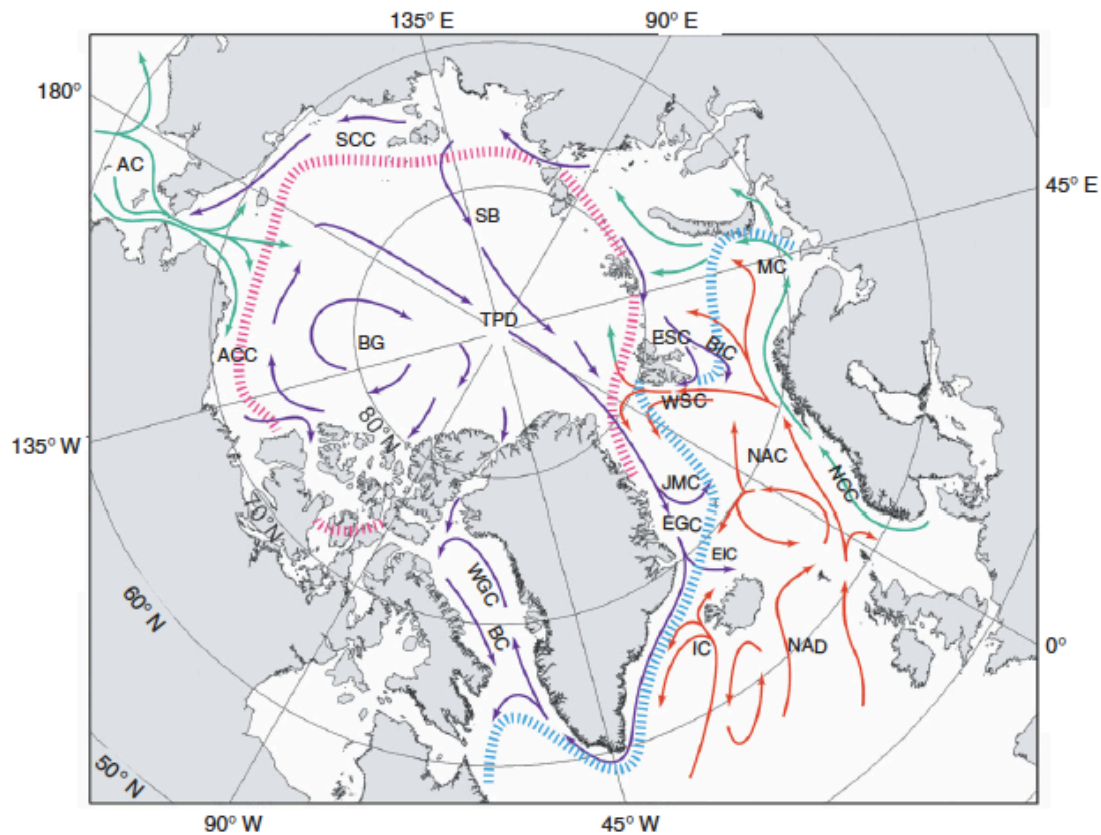 135° E
90° E
180°
SCC
AC
45° E
SB
MC
TPD
ESC
BIC
BG
ACC
WSC
80° N
135° W
NAC
JMC
NCC
70° N
EGC
EIC
WGC
60° N
BC
IC
NAD
0°
50° N
90° W
45° W